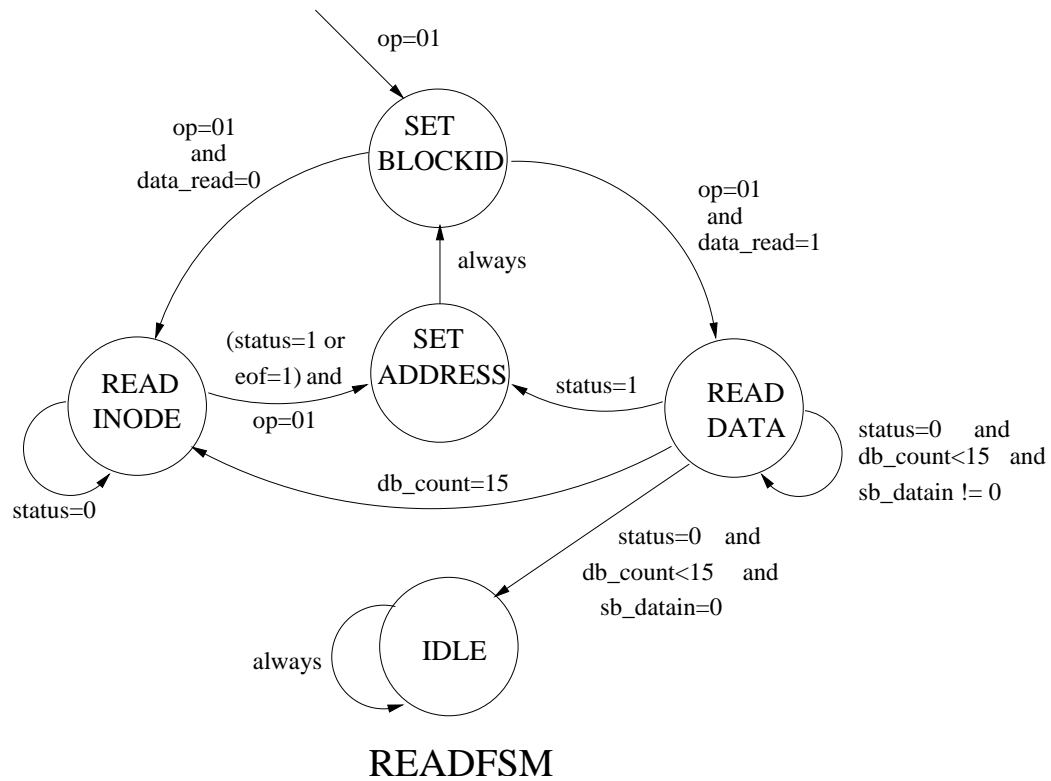 op=01
SET
BLOCKID
op=01
and
data_read=0
op=01
and
data_read=1
always
(status=1 or
eof=1) and
op=01
SET
ADDRESS
READ
INODE
status=1
READ
DATA
status=0
db_count=15
status=0 and
db_count<15 and
sb_datain != 0
status=0 and
db_count<15 and
sb_datain=0
always
IDLE
READFSM